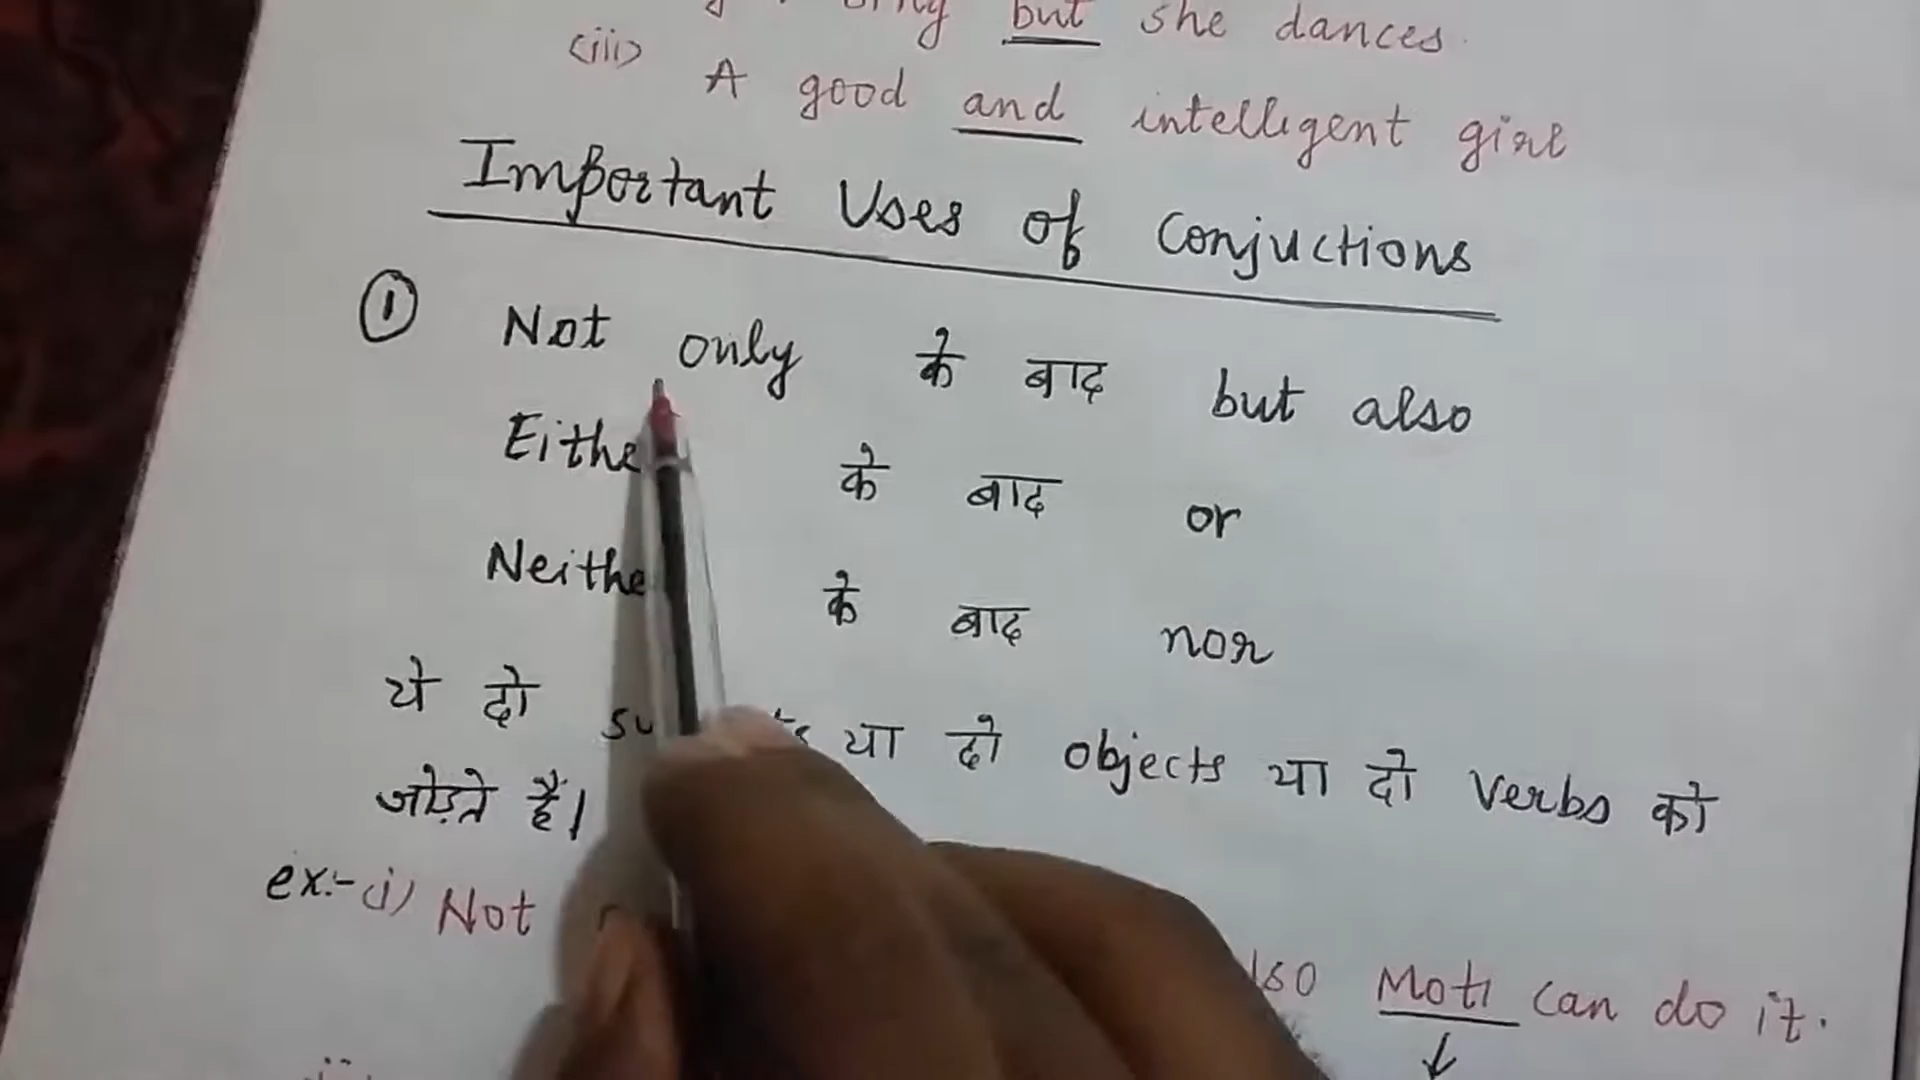 but she dances.
(iii) A good and intelligent girl
Important Uses of Conjuctions
① Not only के बाद but also
Eithe के बाद or
Neithe के बाद nor
ये दो या दो objects या दो verbs को
जोड़ते हैं।
ex:- (i) Not Moti can do it.